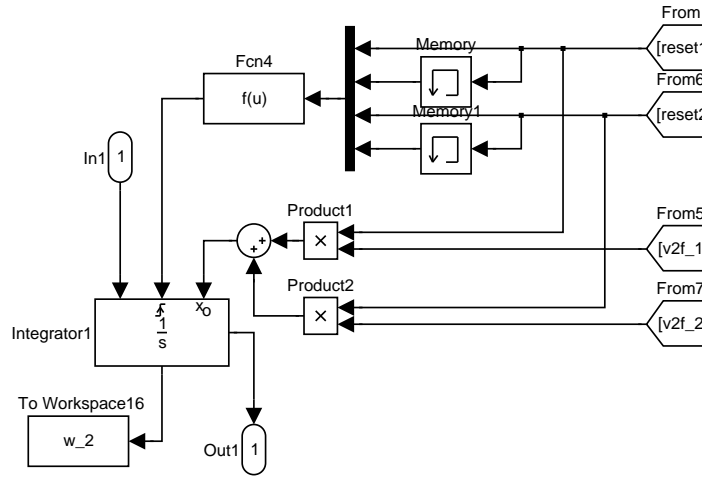 From
Memory
[reset1
Fcn4
From6
f(u)
Memory1
[reset2
In1
1
Product1
From5
×
[v2f_1
Product2
From7
×
[v2f_2
xo
Integrator1
1
s
To Workspace16
w_2
Out1
1